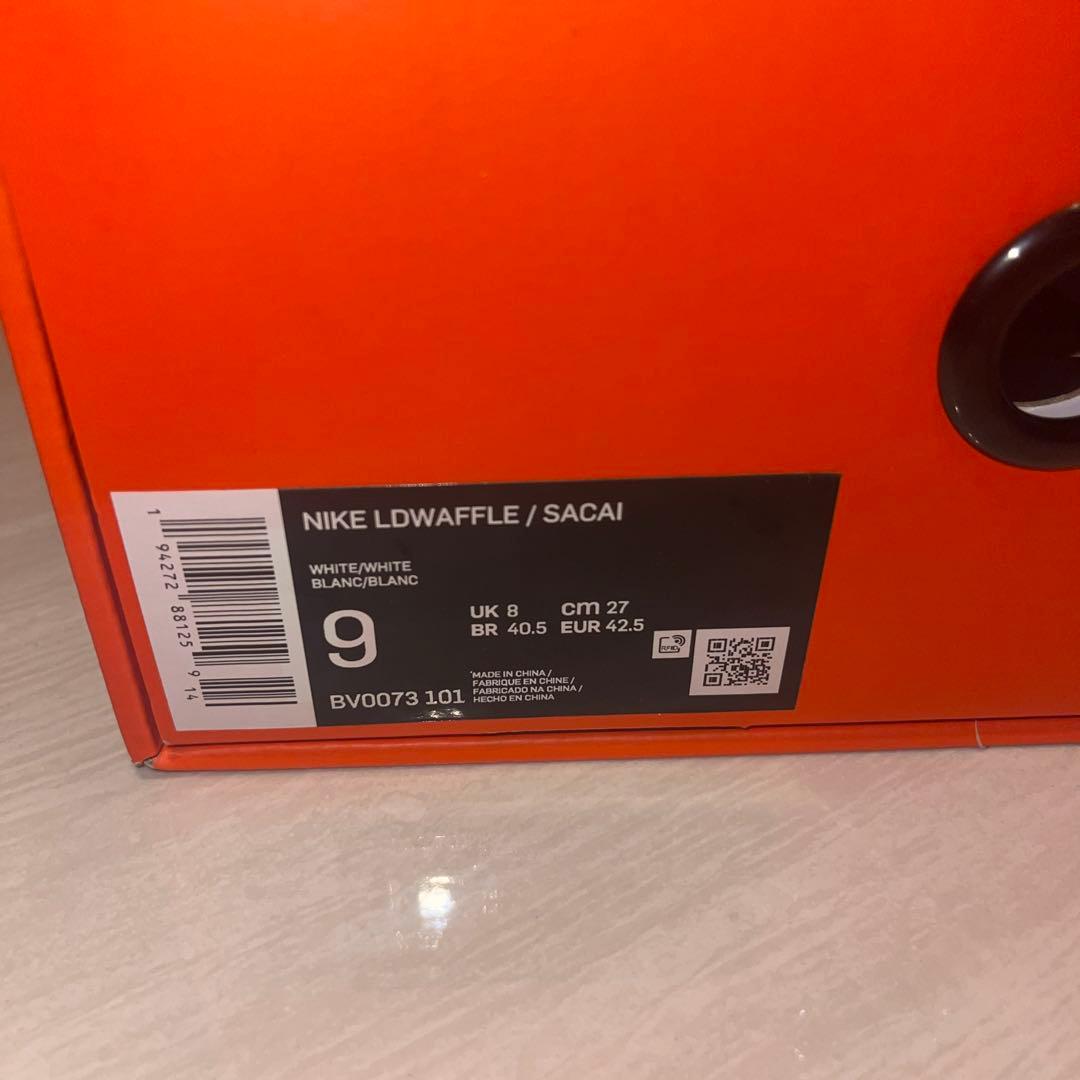 NIKE LDWAFFLE / SACAI
WHITE/WHITE
BLANC/BLANC
9
UK 8 cm 27
BR 40.5 EUR 42.5
RFID
BV0073 101
*MADE IN CHINA /
FABRIQUE EN CHINE /
FABRICADO NA CHINA /
HECHO EN CHINA
1 94272 88125 9 14